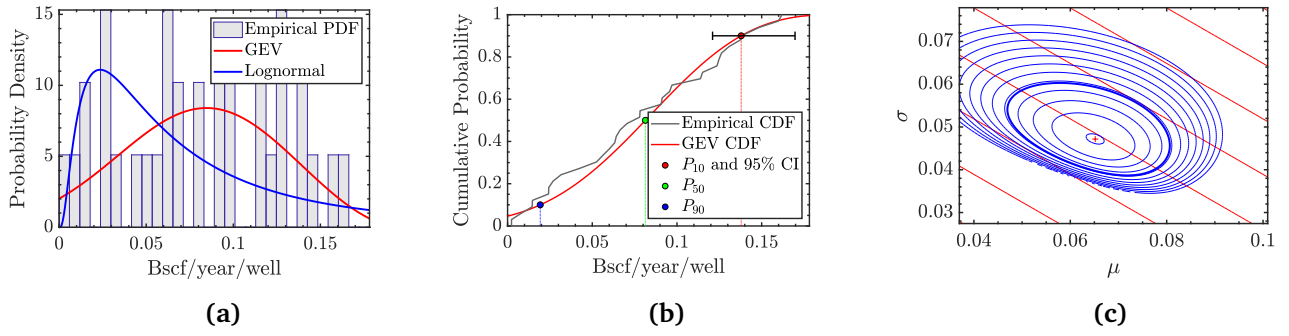 Probability Density
15
10
5
0
0
0.05
0.1
0.15
Bscf/year/well
Empirical PDF
GEV
Lognormal
(a)
Cumulative Probability
1
0.8
0.6
0.4
0.2
0
0
0.05
0.1
0.15
Bscf/year/well
Empirical CDF
GEV CDF
P10 and 95% CI
P50
P90
(b)
σ
0.07
0.06
0.05
0.04
0.03
0.04
0.06
0.08
0.1
μ
(c)